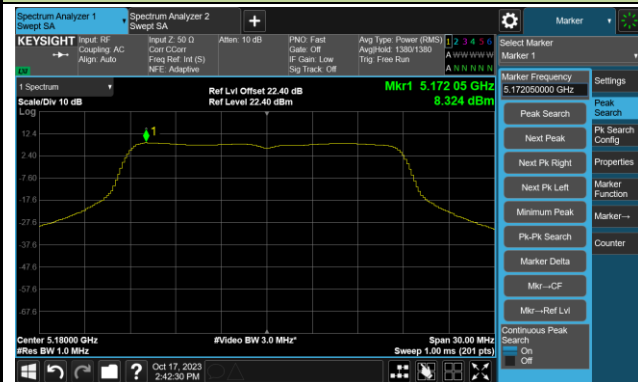 Spectrum Analyzer 1
Swept SA
Spectrum Analyzer 2
Swept SA
Marker
KEYSIGHT
Input: RF
Coupling: AC
Align: Auto
Input Z: 50 Ω
Corr CCorr
Freq Ref: Int (S)
NFE: Adaptive
Atten: 10 dB
PNO: Fast
Gate: Off
IF Gain: Low
Sig Track: Off
Avg Type: Power (RMS)
Avg|Hold: 1380/1380
Trig: Free Run
1 2 3 4 5 6
A W W W W W
A N N N N N
LXI
Select Marker
Marker 1
1 Spectrum
Scale/Div 10 dB
Log
Ref Lvl Offset 22.40 dB
Ref Level 22.40 dBm
Mkr1 5.172 05 GHz
8.324 dBm
1
12.4
2.40
-7.60
-17.6
-27.6
-37.6
-47.6
-57.6
-67.6
Center 5.18000 GHz
#Res BW 1.0 MHz
#Video BW 3.0 MHz*
Span 30.00 MHz
Sweep 1.00 ms (201 pts)
Marker Frequency
5.172050000 GHz
Peak Search
Next Peak
Next Pk Right
Next Pk Left
Minimum Peak
Pk-Pk Search
Marker Delta
Mkr→CF
Mkr→Ref Lvl
Continuous Peak
Search
On
Off
Settings
Peak
Search
Pk Search
Config
Properties
Marker
Function
Marker→
Counter
Oct 17, 2023
2:42:30 PM